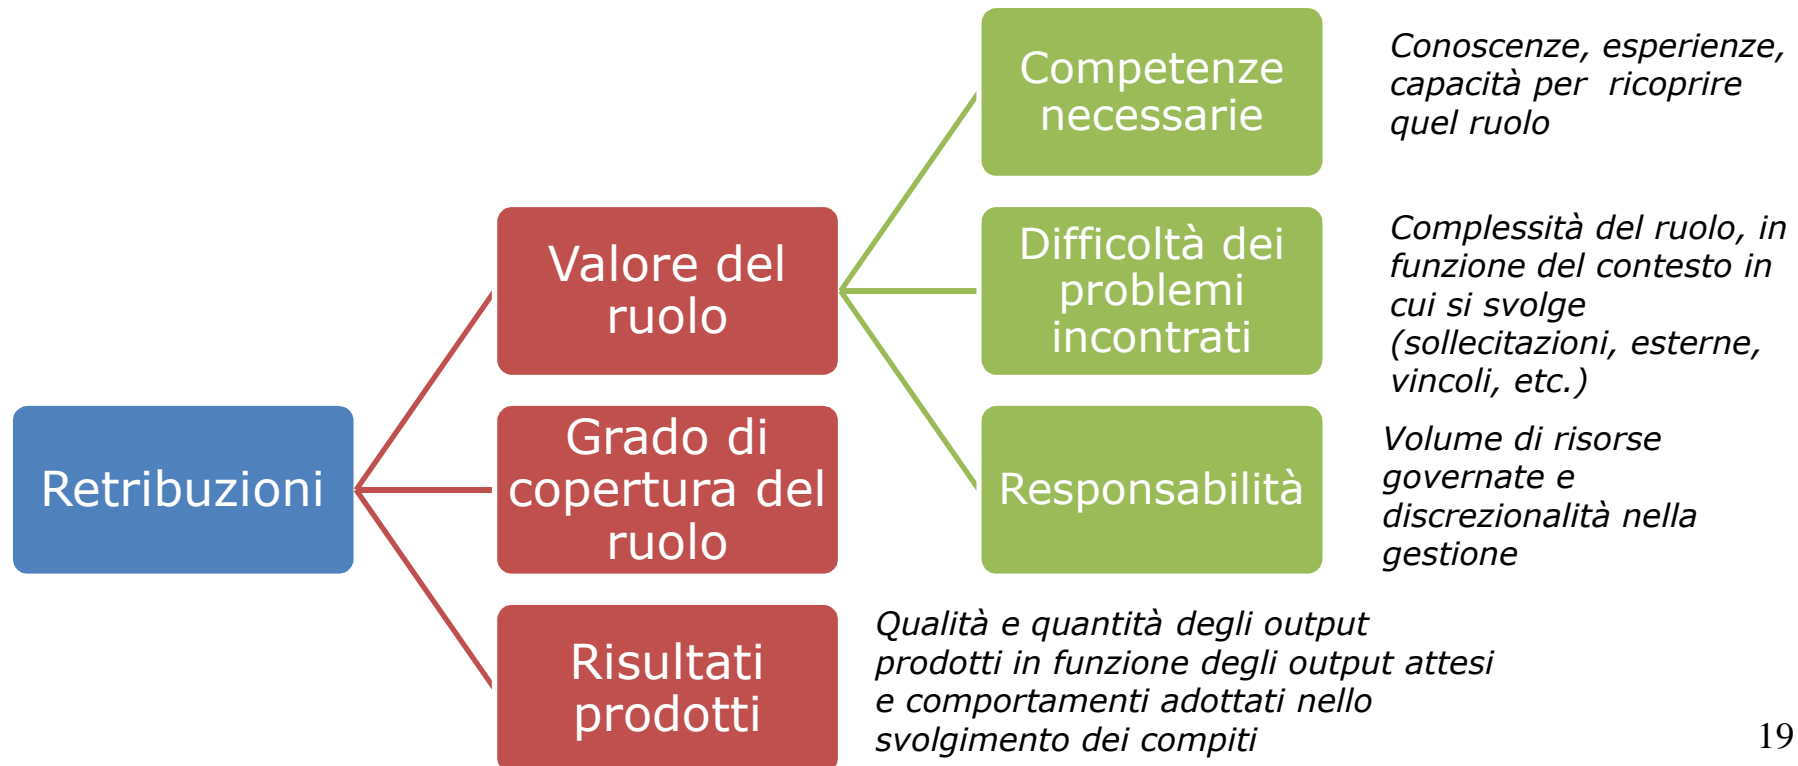 Retribuzioni
Valore del
ruolo
Grado di
copertura del
ruolo
Risultati
prodotti
Qualità e quantità degli output
prodotti in funzione degli output attesi
e comportamenti adottati nello
svolgimento dei compiti
Competenze
necessarie
Conoscenze, esperienze,
capacità per ricoprire
quel ruolo
Difficoltà dei
problemi
incontrati
Complessità del ruolo, in
funzione del contesto in
cui si svolge
(sollecitazioni, esterne,
vincoli, etc.)
Responsabilità
Volume di risorse
governate e
discrezionalità nella
gestione
19